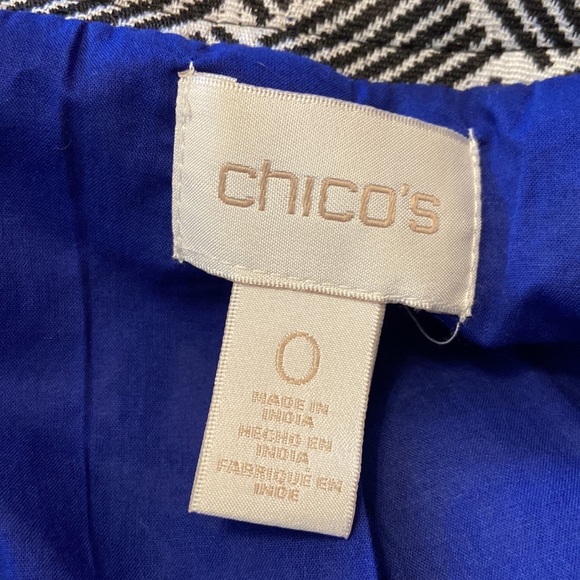 chico's
0
MADE IN
INDIA
HECHO EN
INDIA
FABRIQUÉ EN
INDE